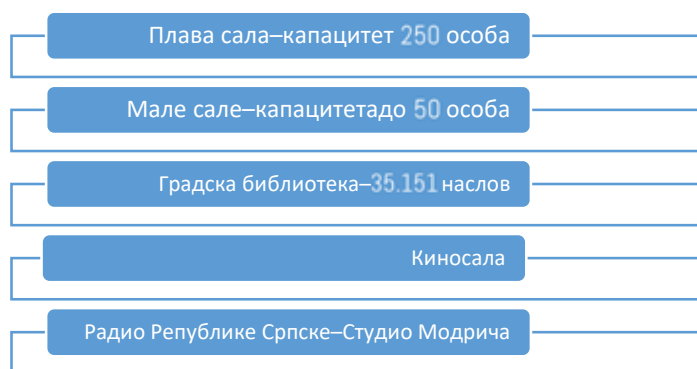 Плава сала–капацитет 250 особа
Мале сале–капацитетадо 50 особа
Градска библиотека–35.151 наслов
Киносала
Радио Републике Српске–Студио Модрича